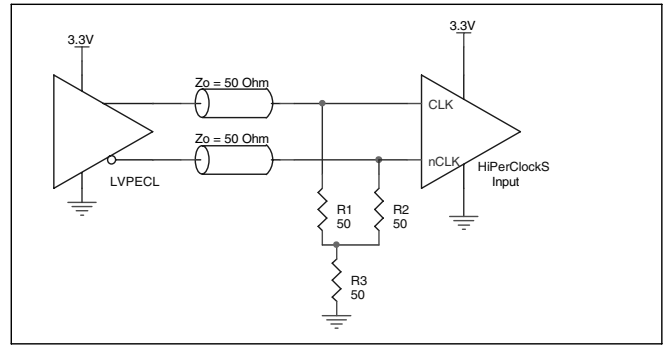 3.3V
3.3V
Zo = 50 Ohm
CLK
Zo = 50 Ohm
nCLK
HiPerClockS
Input
LVPECL
R1
50
R2
50
R3
50